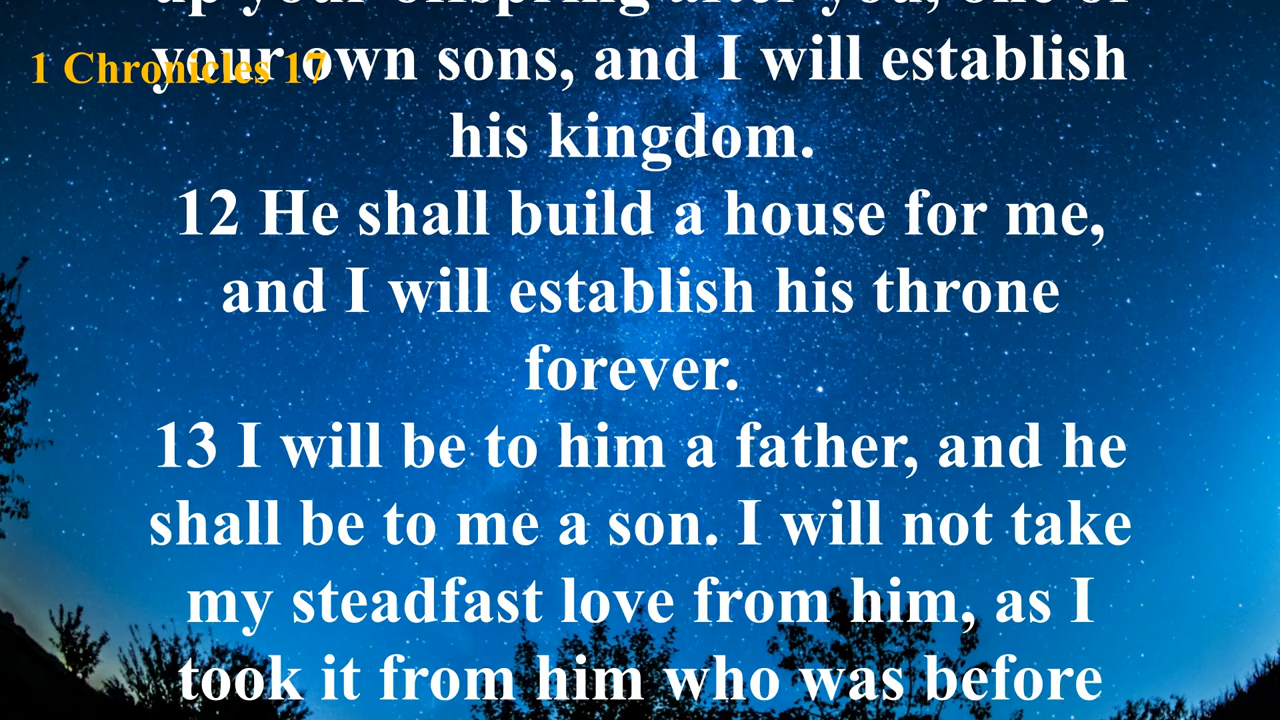 up your offspring after you, one of
1 Chronicles 17
your own sons, and I will establish
his kingdom.
12 He shall build a house for me,
and I will establish his throne
forever.
13 I will be to him a father, and he
shall be to me a son. I will not take
my steadfast love from him, as I
took it from him who was before